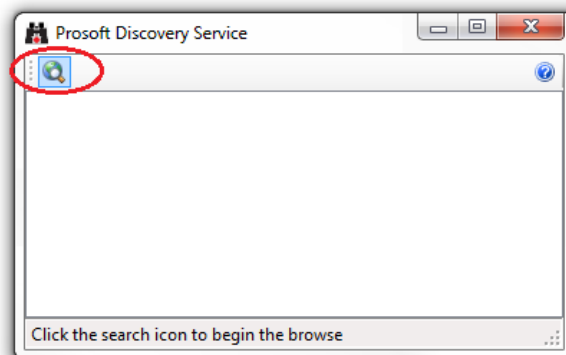 Prosoft Discovery Service
Click the search icon to begin the browse